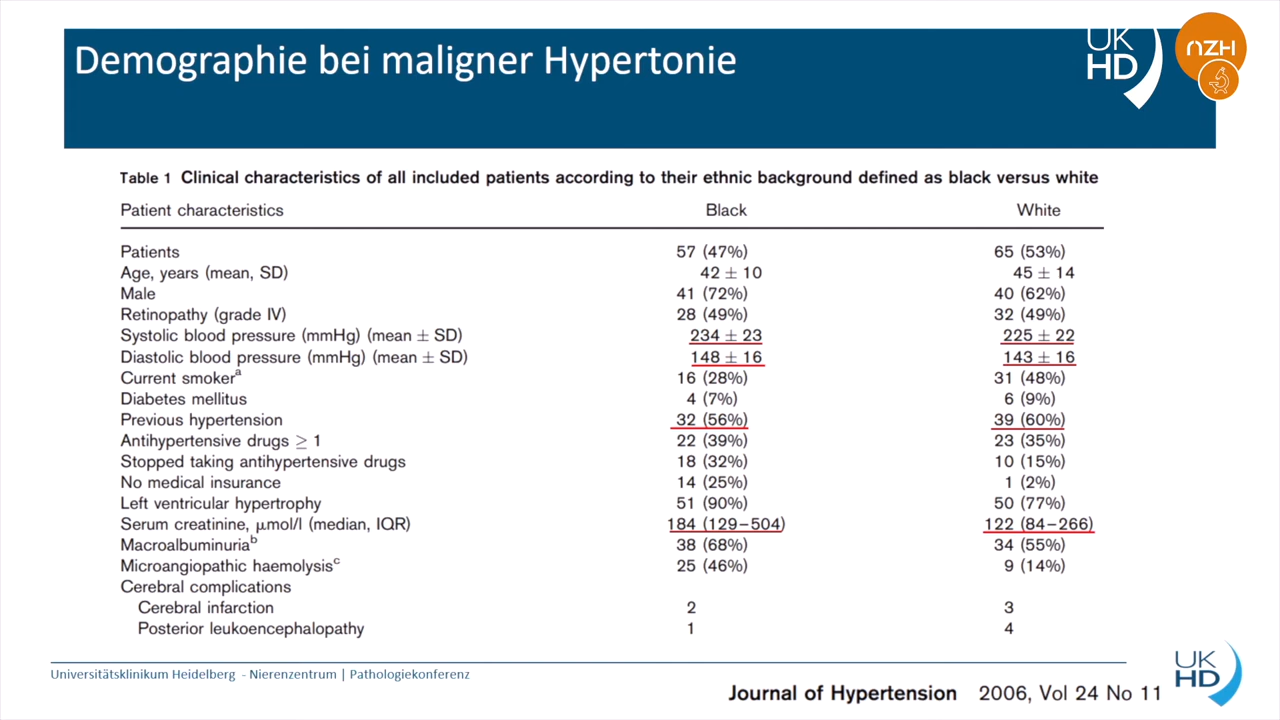 Demographie bei maligner Hypertonie
UK
HD
nZH
Table 1 Clinical characteristics of all included patients according to their ethnic background defined as black versus white
Patient characteristics Black White
Patients 57 (47%) 65 (53%)
Age, years (mean, SD) 42 ± 10 45 ± 14
Male 41 (72%) 40 (62%)
Retinopathy (grade IV) 28 (49%) 32 (49%)
Systolic blood pressure (mmHg) (mean ± SD) 234 ± 23 225 ± 22
Diastolic blood pressure (mmHg) (mean ± SD) 148 ± 16 143 ± 16
Current smokerᵃ 16 (28%) 31 (48%)
Diabetes mellitus 4 (7%) 6 (9%)
Previous hypertension 32 (56%) 39 (60%)
Antihypertensive drugs ≥ 1 22 (39%) 23 (35%)
Stopped taking antihypertensive drugs 18 (32%) 10 (15%)
No medical insurance 14 (25%) 1 (2%)
Left ventricular hypertrophy 51 (90%) 50 (77%)
Serum creatinine, μmol/l (median, IQR) 184 (129–504) 122 (84–266)
Macroalbuminuriaᵇ 38 (68%) 34 (55%)
Microangiopathic haemolysisᶜ 25 (46%) 9 (14%)
Cerebral complications
Cerebral infarction 2 3
Posterior leukoencephalopathy 1 4
Universitätsklinikum Heidelberg - Nierenzentrum | Pathologiekonferenz
UK
HD
Journal of Hypertension 2006, Vol 24 No 11